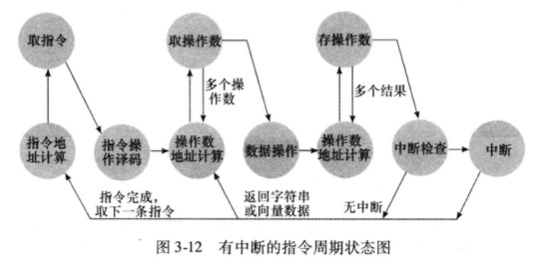 取指令
取操作数
存操作数
多个操
作数
多个结果
指令地
址计算
指令操
作译码
操作数
地址计算
数据操作
操作数
地址计算
中断检查
中断
指令完成，
取下一条指令
返回字符串
或向量数据
无中断
图 3-12 有中断的指令周期状态图